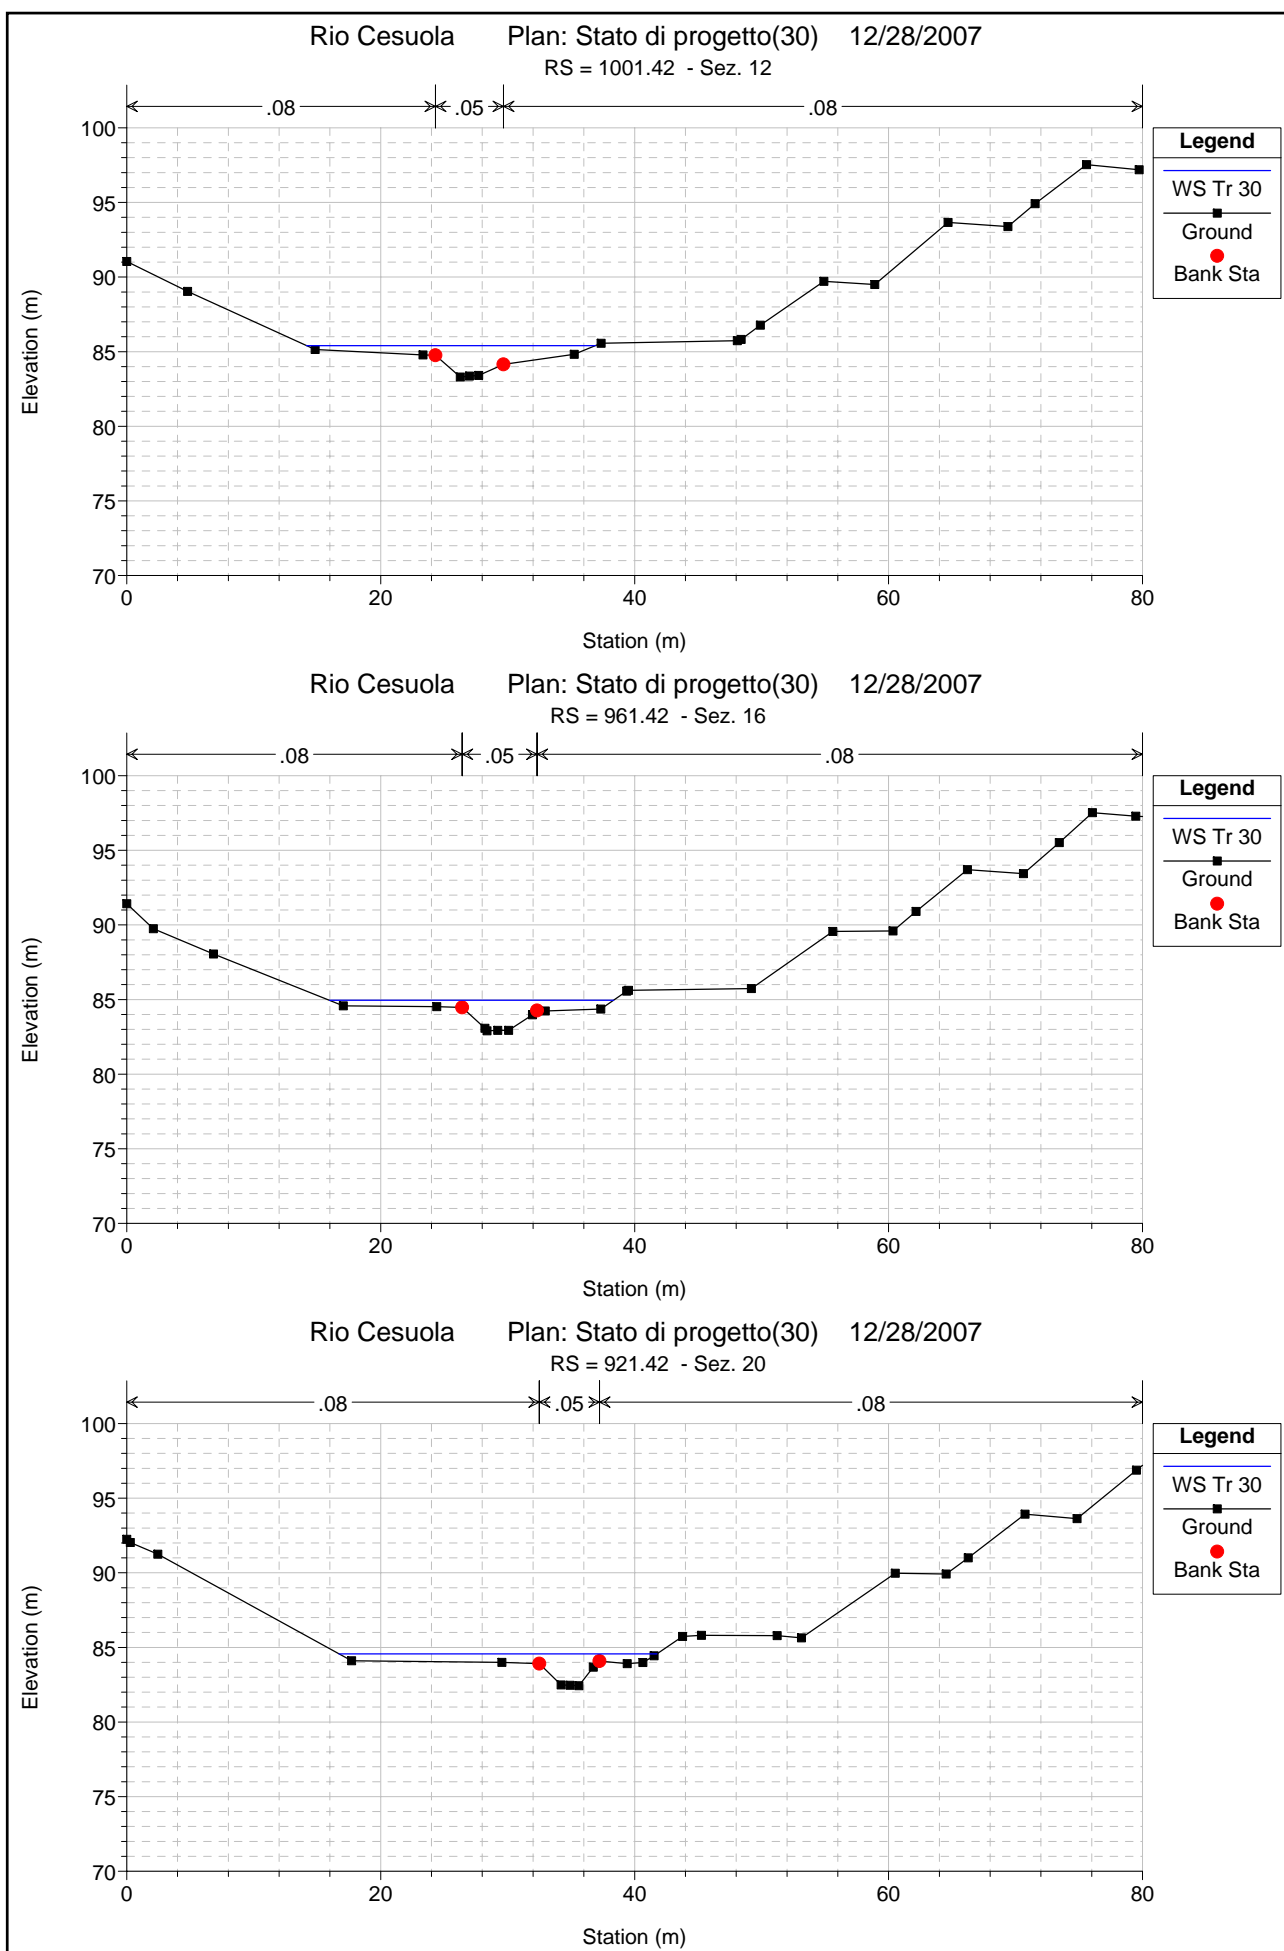 Rio Cesuola Plan: Stato di progetto(30) 12/28/2007
RS = 1001.42 - Sez. 12
.08 .05 .08
100
95
90
85
80
75
70
0 20 40 60 80
Station (m)
Elevation (m)
Legend
WS Tr 30
Ground
Bank Sta
Rio Cesuola Plan: Stato di progetto(30) 12/28/2007
RS = 961.42 - Sez. 16
.08 .05 .08
100
95
90
85
80
75
70
0 20 40 60 80
Station (m)
Elevation (m)
Legend
WS Tr 30
Ground
Bank Sta
Rio Cesuola Plan: Stato di progetto(30) 12/28/2007
RS = 921.42 - Sez. 20
.08 .05 .08
100
95
90
85
80
75
70
0 20 40 60 80
Station (m)
Elevation (m)
Legend
WS Tr 30
Ground
Bank Sta